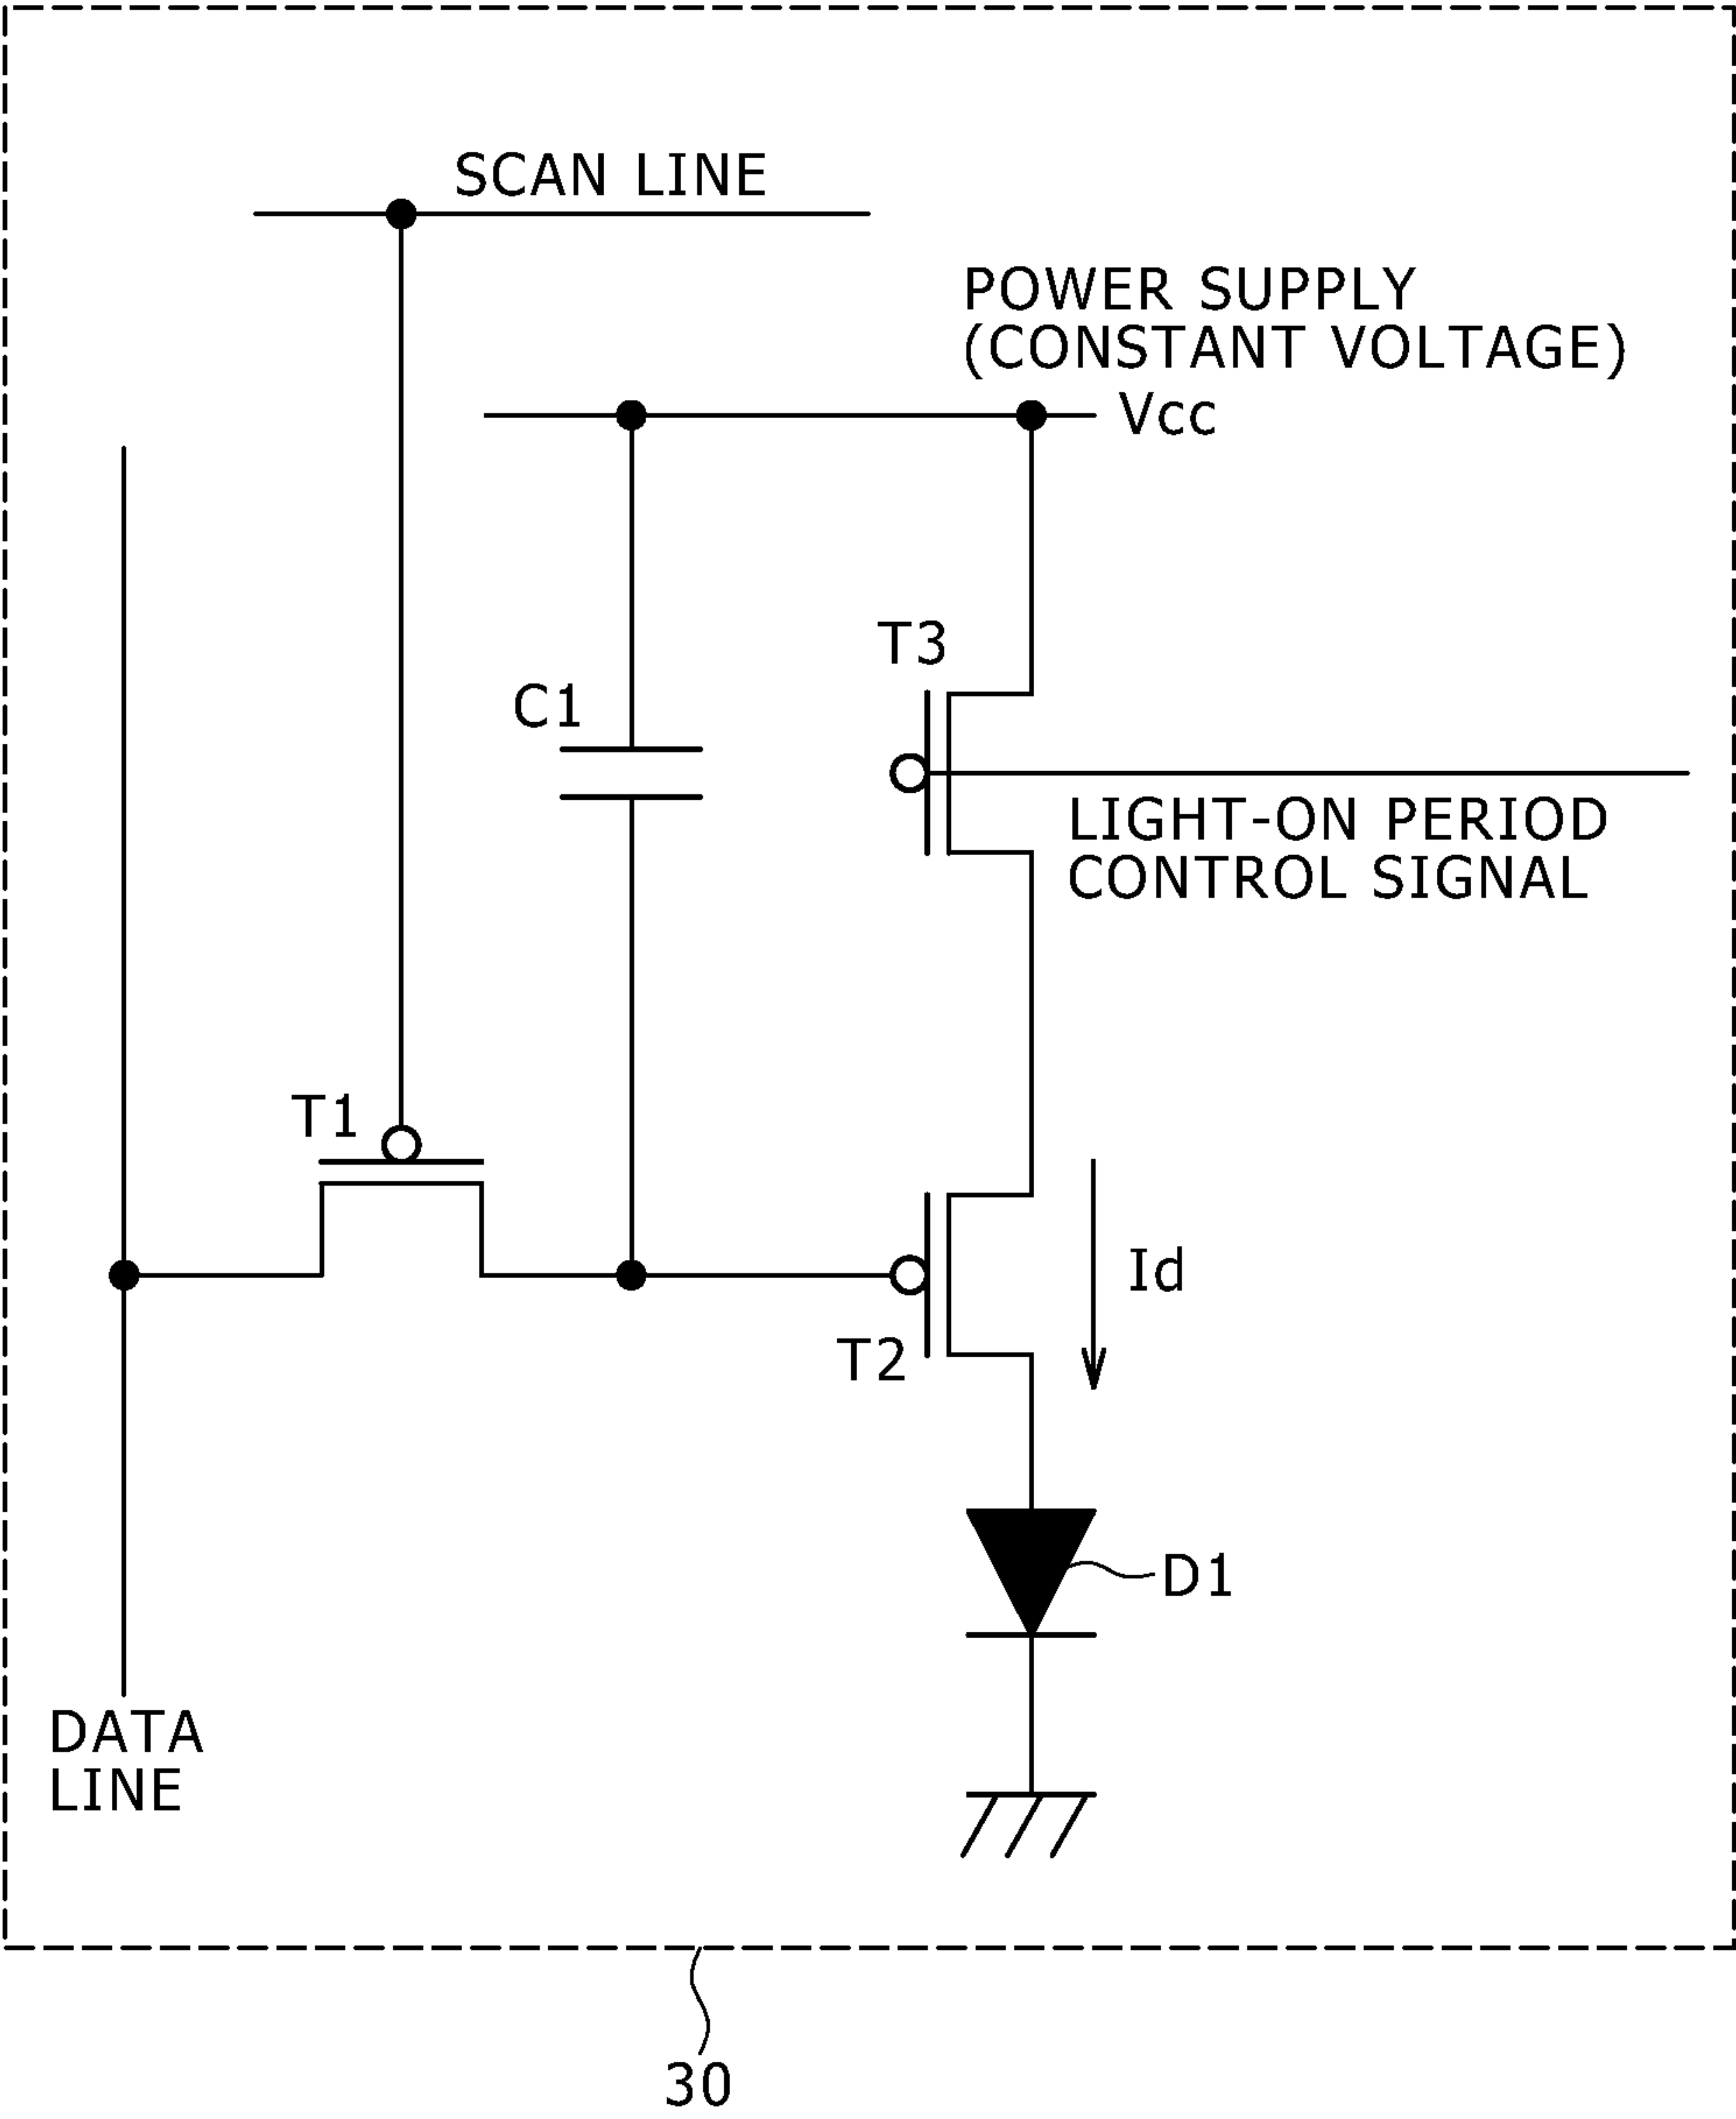 SCAN LINE
POWER SUPPLY
(CONSTANT VOLTAGE)
Vcc
T3
C1
LIGHT-ON PERIOD
CONTROL SIGNAL
T1
Id
T2
D1
DATA
LINE
30